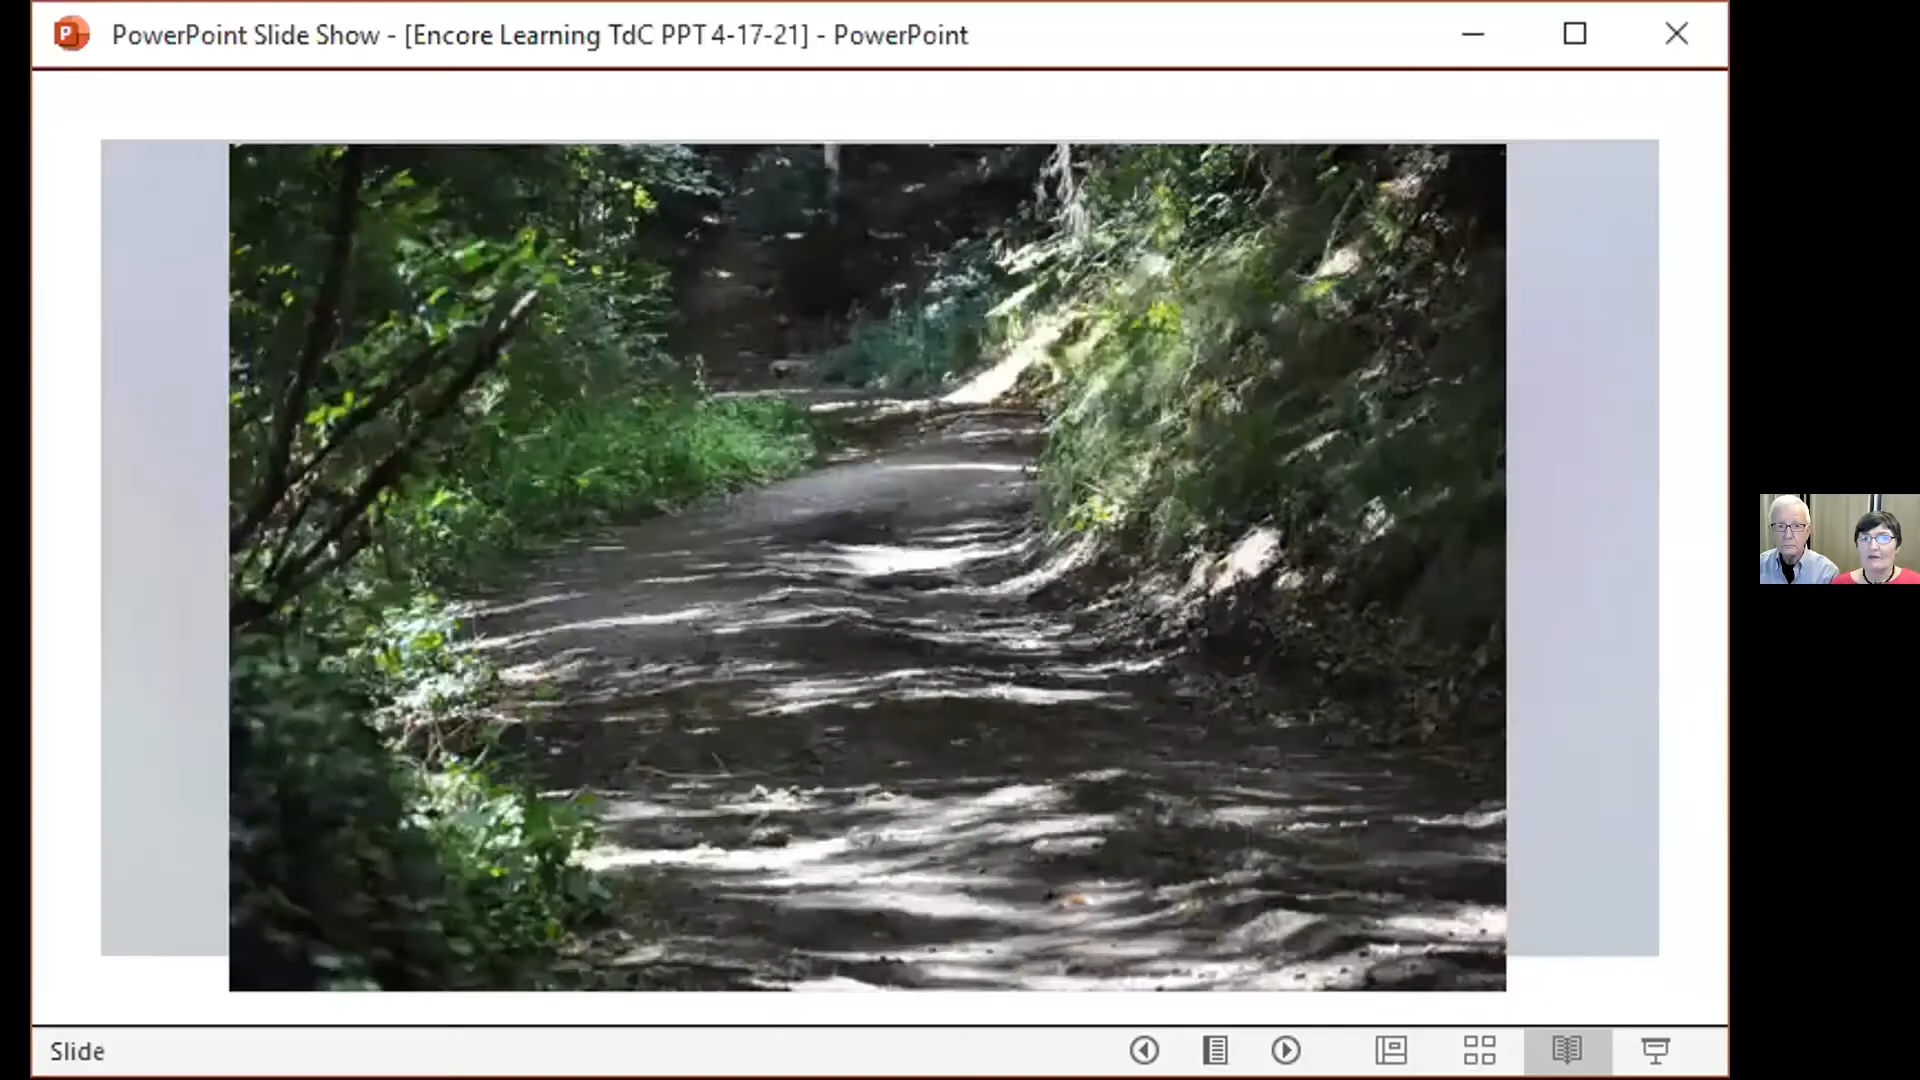 PowerPoint Slide Show - [Encore Learning TdC PPT 4-17-21] - PowerPoint
Slide